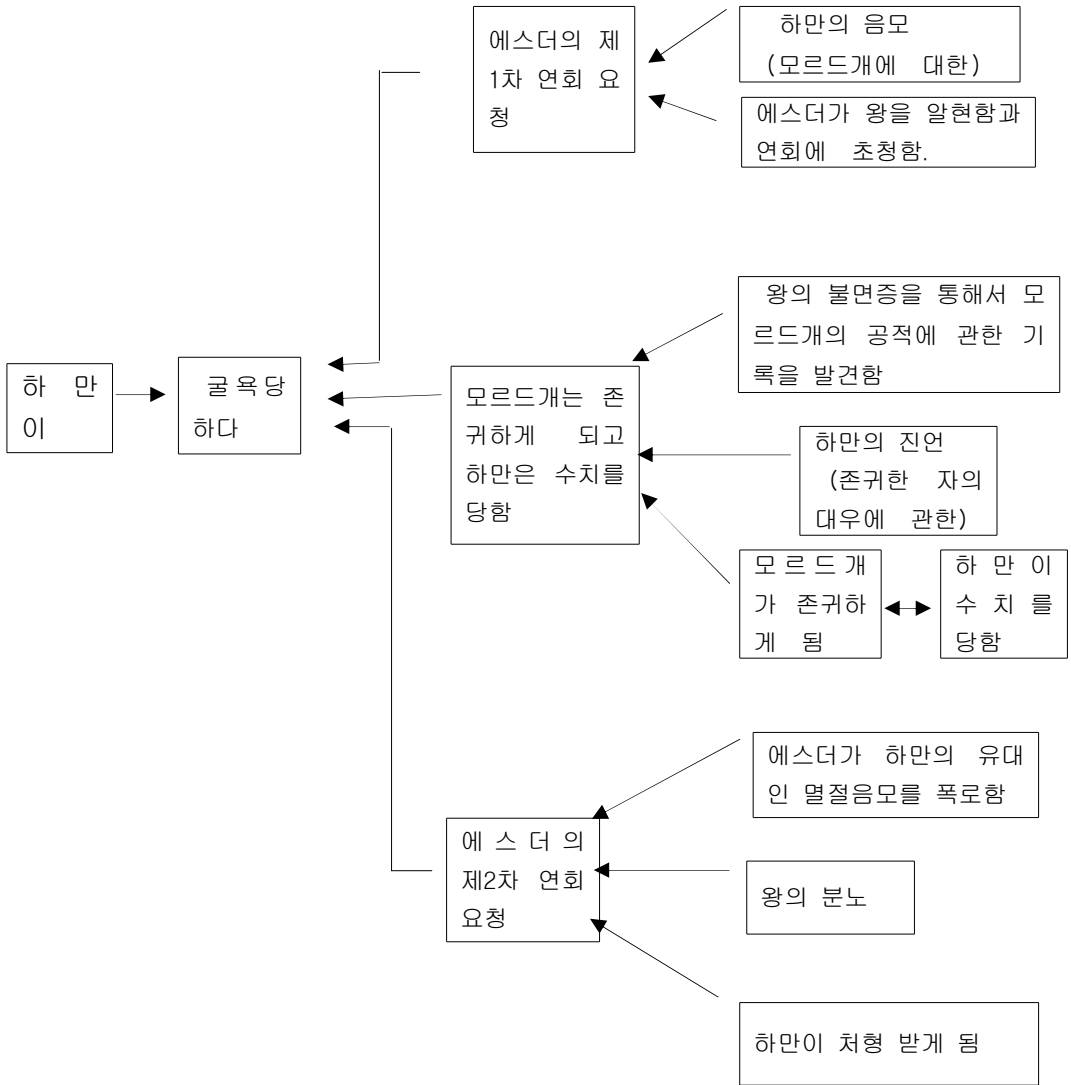 에스더의 제
1차 연회 요
청
하만의 음모
(모르드개에 대한)
에스더가 왕을 알현함과
연회에 초청함.
하 만
이
굴욕당
하다
모르드개는 존
귀하게 되고
하만은 수치를
당함
왕의 불면증을 통해서 모
르드개의 공적에 관한 기
록을 발견함
하만의 진언
(존귀한 자의
대우에 관한)
모르드개
가 존귀하
게 됨
하만이
수치를
당함
에스더의
제2차 연회
요청
에스더가 하만의 유대
인 멸절음모를 폭로함
왕의 분노
하만이 처형 받게 됨